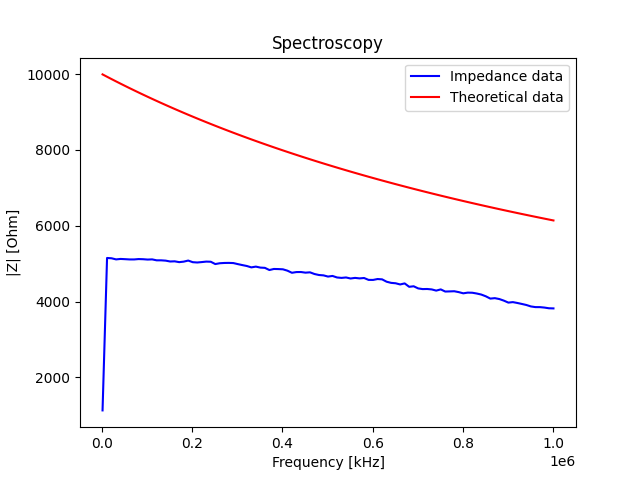 Spectroscopy
Impedance data
Theoretical data
|Z| [Ohm]
10000
8000
6000
4000
2000
0.0 0.2 0.4 0.6 0.8 1.0
1e6
Frequency [kHz]